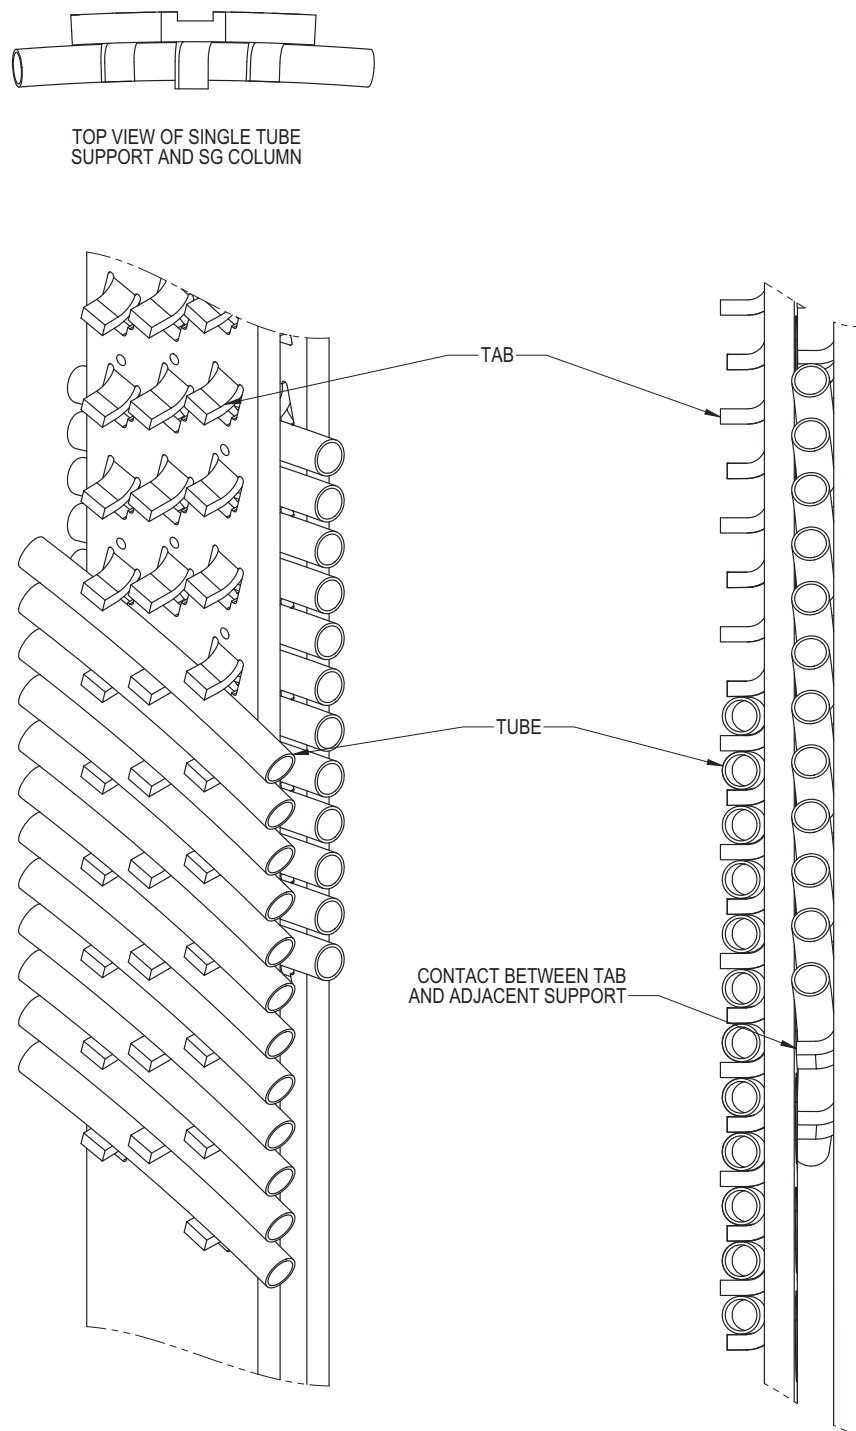 TOP VIEW OF SINGLE TUBE
SUPPORT AND SG COLUMN
TAB
TUBE
CONTACT BETWEEN TAB
AND ADJACENT SUPPORT